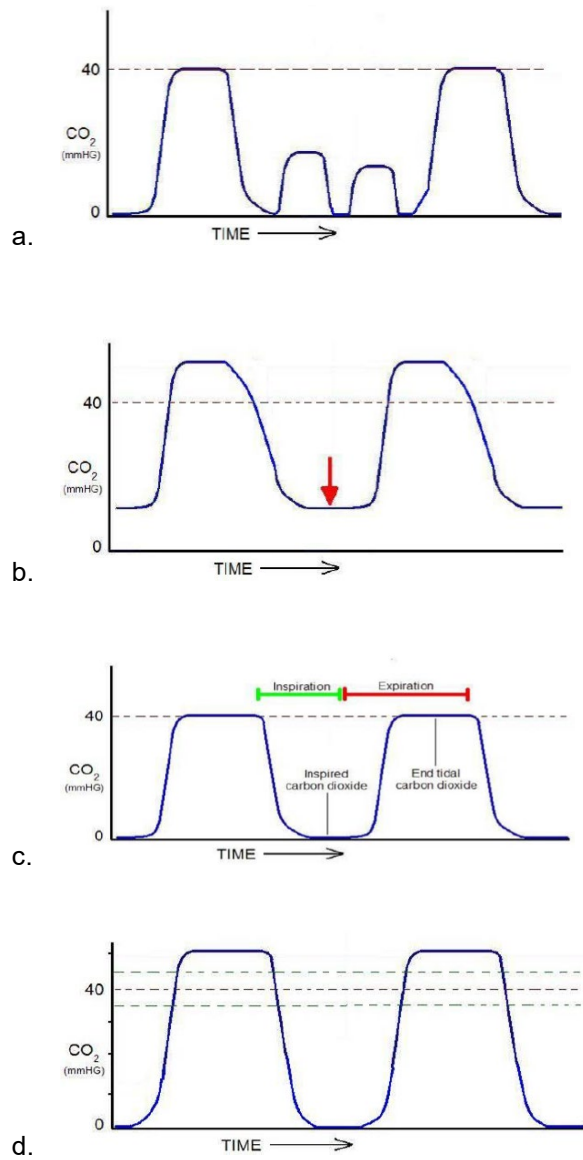 40
CO2
(mmHG)
0
TIME
a.
40
CO2
(mmHG)
0
TIME
b.
Inspiration
Expiration
40
Inspired
carbon dioxide
End tidal
carbon dioxide
CO2
(mmHG)
0
TIME
c.
40
CO2
(mmHG)
0
TIME
d.